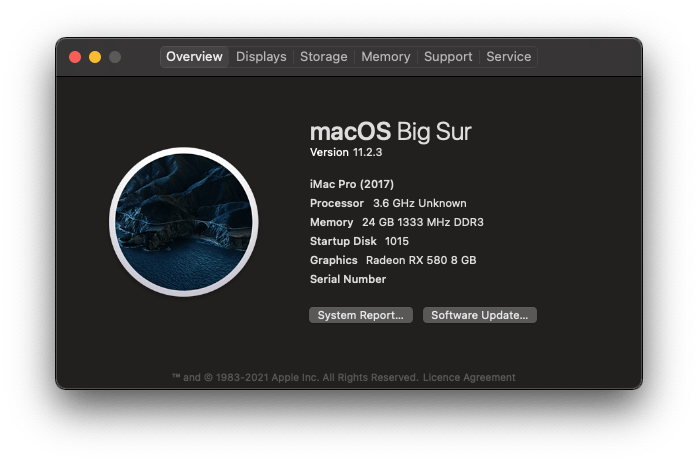 Overview Displays Storage Memory Support Service
macOS Big Sur
Version 11.2.3
iMac Pro (2017)
Processor 3.6 GHz Unknown
Memory 24 GB 1333 MHz DDR3
Startup Disk 1015
Graphics Radeon RX 580 8 GB
Serial Number
System Report... Software Update...
™ and © 1983-2021 Apple Inc. All Rights Reserved. Licence Agreement